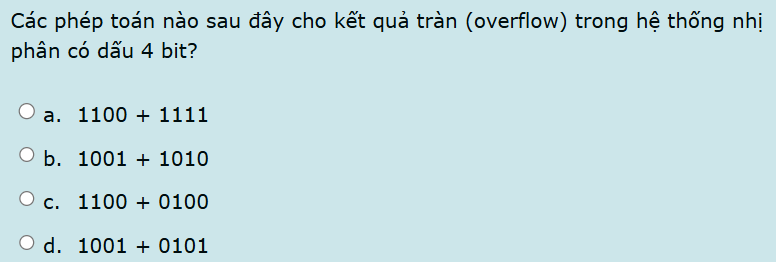 Các phép toán nào sau đây cho kết quả tràn (overflow) trong hệ thống nhị
phân có dấu 4 bit?
a. 1100 + 1111
b. 1001 + 1010
c. 1100 + 0100
d. 1001 + 0101